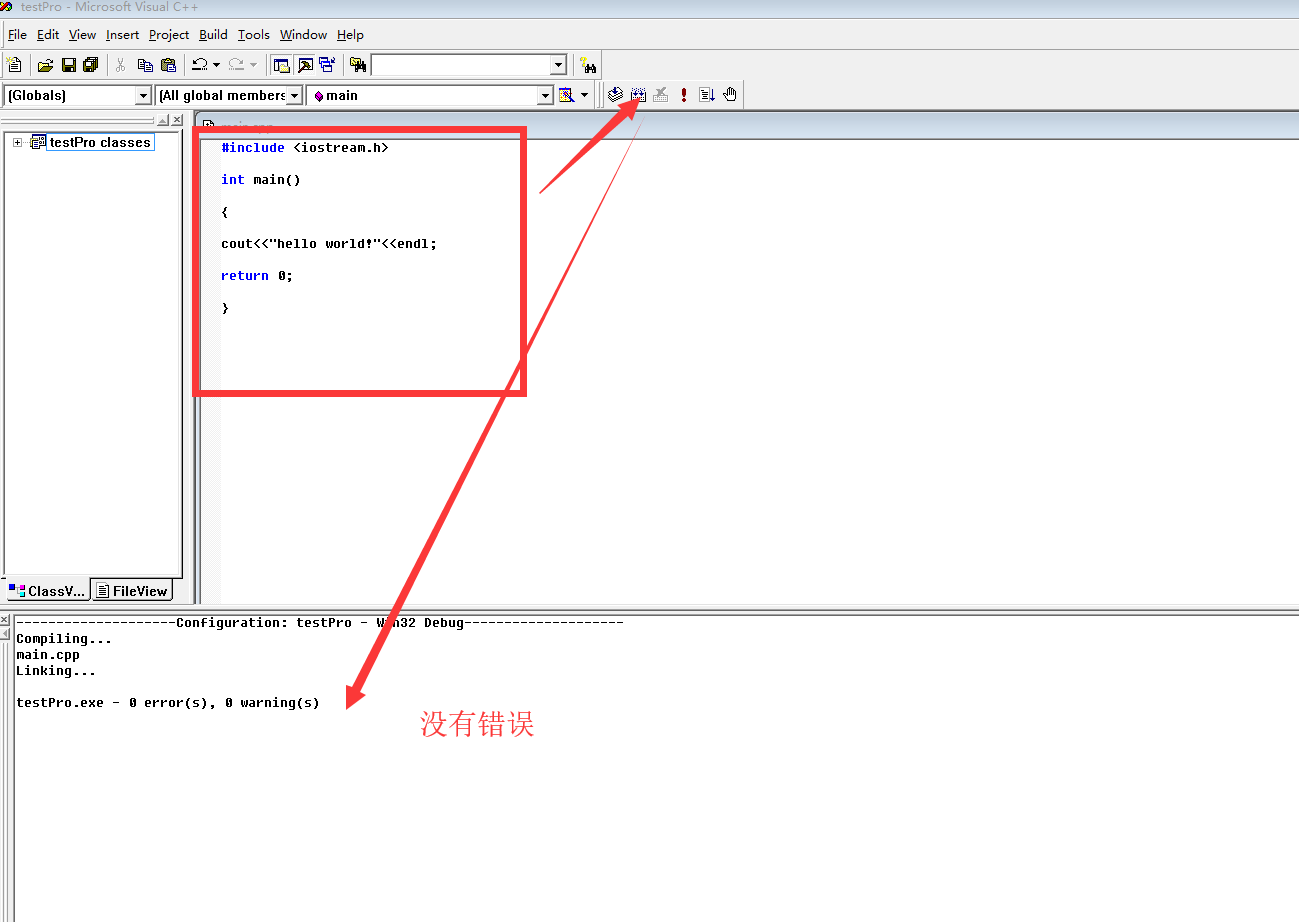 testPro - Microsoft Visual C++
File Edit View Insert Project Build Tools Window Help
(Globals) (All global members main
testPro classes
#include <iostream.h>
int main()
{
cout<<"hello world!"<<endl;
return 0;
}
ClassV... FileView
--------------------Configuration: testPro - Win32 Debug--------------------
Compiling...
main.cpp
Linking...
testPro.exe - 0 error(s), 0 warning(s)
没有错误